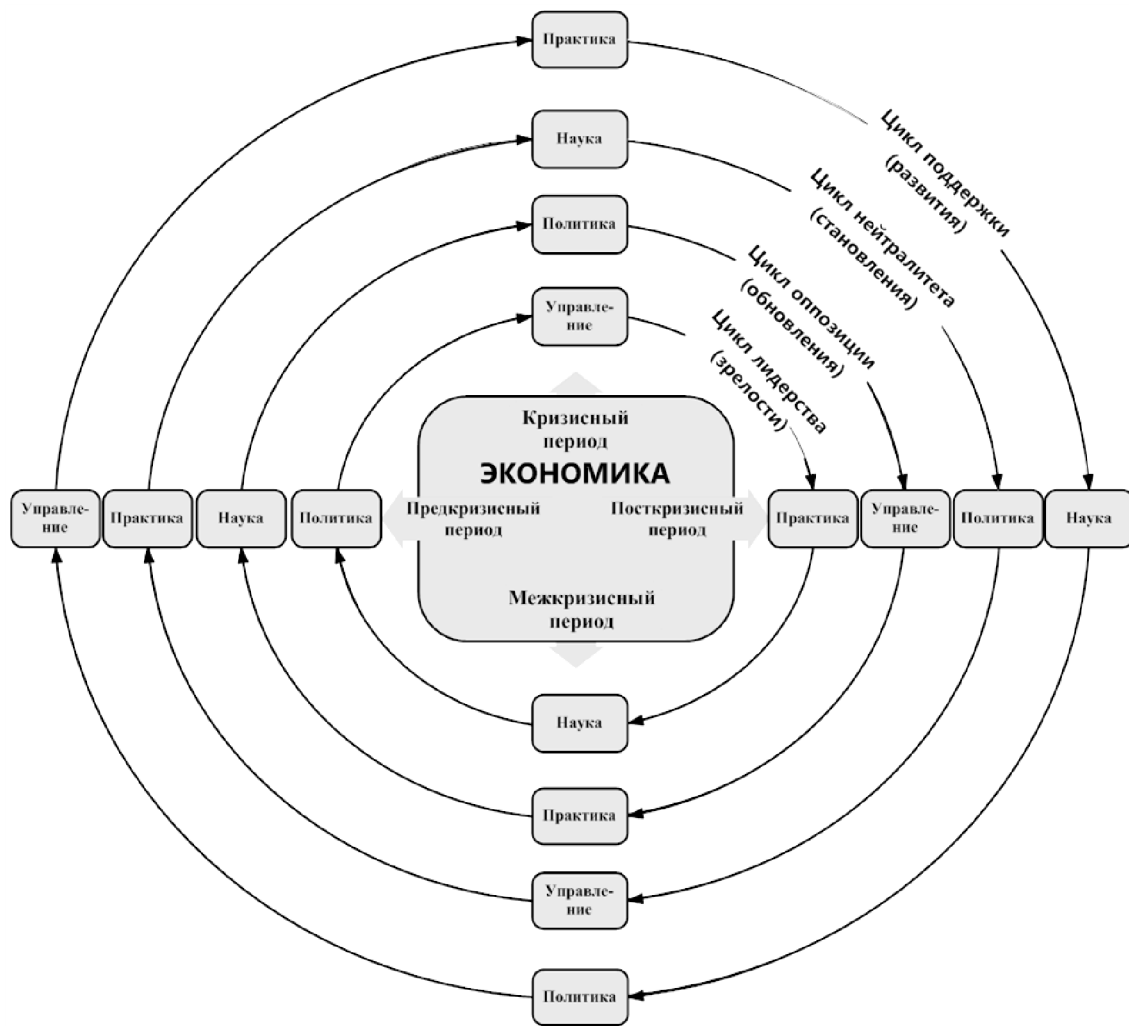 Практика
Цикл поддержки
(развития)
Наука
Цикл нейтралитета
(становления)
Политика
Цикл оппозиции
(обновления)
Управле-
ние
Цикл лидерства
(зрелости)
Кризисный
период
ЭКОНОМИКА
Управле-
ние
Практика
Наука
Политика
Предкризисный
период
Посткризисный
период
Практика
Управле-
ние
Политика
Наука
Межкризисный
период
Наука
Практика
Управле-
ние
Политика